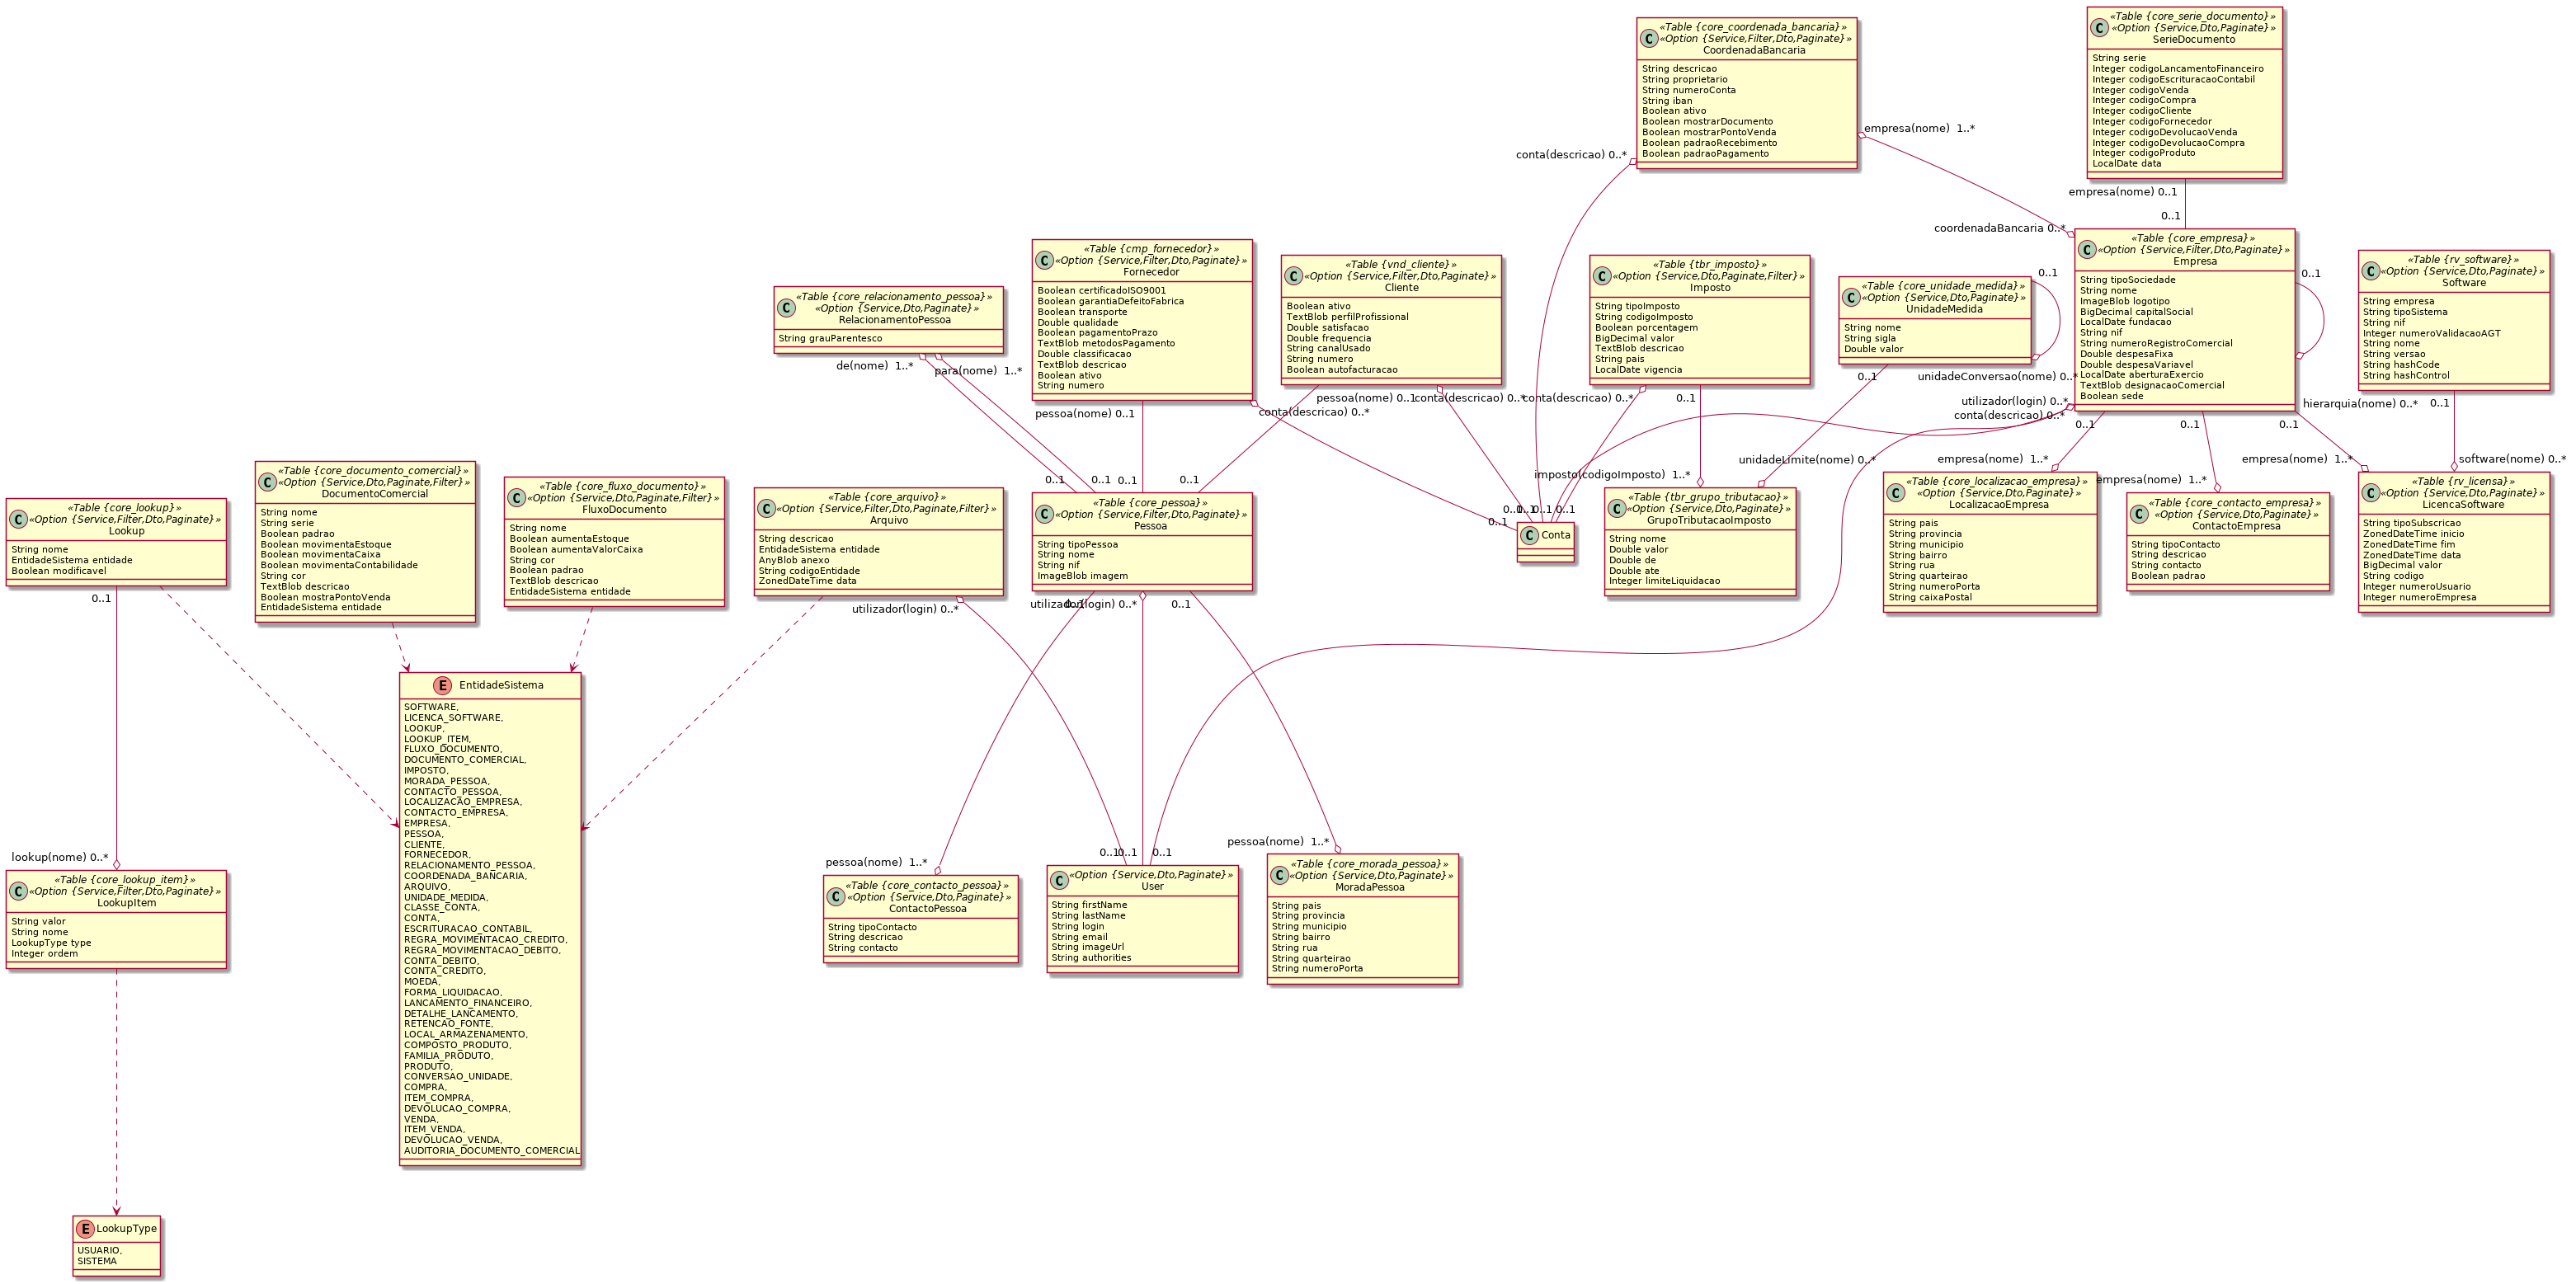 «Table {core_coordenada_bancaria}»
«Option {Service,Filter,Dto,Paginate}»
CoordenadaBancaria
String descricao
String proprietario
String numeroConta
String iban
Boolean ativo
Boolean mostrarDocumento
Boolean mostrarPontoVenda
Boolean padraoRecebimento
Boolean padraoPagamento
«Table {core_serie_documento}»
«Option {Service,Dto,Paginate}»
SerieDocumento
String serie
Integer codigoLancamentoFinanceiro
Integer codigoEscrituracaoContabil
Integer codigoVenda
Integer codigoCompra
Integer codigoCliente
Integer codigoFornecedor
Integer codigoDevolucaoVenda
Integer codigoDevolucaoCompra
Integer codigoProduto
LocalDate data
empresa(nome) 1..*
conta(descricao) 0..*
empresa(nome) 0..1
0..1
coordenadaBancaria 0..*
«Table {core_relacionamento_pessoa}»
«Option {Service,Dto,Paginate}»
RelacionamentoPessoa
String grauParentesco
de(nome) 1..*
para(nome) 1..*
«Table {cmp_fornecedor}»
«Option {Service,Filter,Dto,Paginate}»
Fornecedor
Boolean certificadoISO9001
Boolean garantiaDefeitoFabrica
Boolean transporte
Double qualidade
Boolean pagamentoPrazo
TextBlob metodosPagamento
Double classificacao
TextBlob descricao
Boolean ativo
String numero
pessoa(nome) 0..1
conta(descricao) 0..*
«Table {vnd_cliente}»
«Option {Service,Filter,Dto,Paginate}»
Cliente
Boolean ativo
TextBlob perfilProfissional
Double satisfacao
Double frequencia
String canalUsado
String numero
Boolean autofacturacao
pessoa(nome) 0..1
conta(descricao) 0..*
«Table {tbr_imposto}»
«Option {Service,Dto,Paginate,Filter}»
Imposto
String tipoImposto
String codigoImposto
Boolean porcentagem
BigDecimal valor
TextBlob descricao
String pais
LocalDate vigencia
conta(descricao) 0..*
0..1
«Table {core_unidade_medida}»
«Option {Service,Dto,Paginate}»
UnidadeMedida
String nome
String sigla
Double valor
0..1
0..1
unidadeConversao(nome) 0..*
«Table {core_empresa}»
«Option {Service,Filter,Dto,Paginate}»
Empresa
String tipoSociedade
String nome
ImageBlob logotipo
BigDecimal capitalSocial
LocalDate fundacao
String nif
String numeroRegistroComercial
Double despesaFixa
Double despesaVariavel
LocalDate aberturaExercio
TextBlob designacaoComercial
Boolean sede
0..1
utilizador(login) 0..*
conta(descricao) 0..*
0..1
0..1
0..1
hierarquia(nome) 0..*
«Table {rv_software}»
«Option {Service,Dto,Paginate}»
Software
String empresa
String tipoSistema
String nif
Integer numeroValidacaoAGT
String nome
String versao
String hashCode
String hashControl
0..1
«Table {core_lookup}»
«Option {Service,Filter,Dto,Paginate}»
Lookup
String nome
EntidadeSistema entidade
Boolean modificavel
0..1
«Table {core_documento_comercial}»
«Option {Service,Dto,Paginate,Filter}»
DocumentoComercial
String nome
String serie
Boolean padrao
Boolean movimentaEstoque
Boolean movimentaCaixa
Boolean movimentaContabilidade
String cor
TextBlob descricao
Boolean mostraPontoVenda
EntidadeSistema entidade
«Table {core_fluxo_documento}»
«Option {Service,Dto,Paginate,Filter}»
FluxoDocumento
String nome
Boolean aumentaEstoque
Boolean aumentaValorCaixa
String cor
Boolean padrao
TextBlob descricao
EntidadeSistema entidade
«Table {core_arquivo}»
«Option {Service,Filter,Dto,Paginate,Filter}»
Arquivo
String descricao
EntidadeSistema entidade
AnyBlob anexo
String codigoEntidade
ZonedDateTime data
utilizador(login) 0..*
0..1
0..1
0..1
0..1
«Table {core_pessoa}»
«Option {Service,Filter,Dto,Paginate}»
Pessoa
String tipoPessoa
String nome
String nif
ImageBlob imagem
utilizador(login) 0..*
0..1
0..1
0..1
0..1
0..1
0..1
0..1
Conta
imposto(codigoImposto) 1..*
unidadeLimite(nome) 0..*
«Table {tbr_grupo_tributacao}»
«Option {Service,Dto,Paginate}»
GrupoTributacaoImposto
String nome
Double valor
Double de
Double ate
Integer limiteLiquidacao
empresa(nome) 1..*
«Table {core_localizacao_empresa}»
«Option {Service,Dto,Paginate}»
LocalizacaoEmpresa
String pais
String provincia
String municipio
String bairro
String rua
String quarteirao
String numeroPorta
String caixaPostal
empresa(nome) 1..*
«Table {core_contacto_empresa}»
«Option {Service,Dto,Paginate}»
ContactoEmpresa
String tipoContacto
String descricao
String contacto
Boolean padrao
empresa(nome) 1..*
software(nome) 0..*
«Table {rv_licensa}»
«Option {Service,Dto,Paginate}»
LicencaSoftware
String tipoSubscricao
ZonedDateTime inicio
ZonedDateTime fim
ZonedDateTime data
BigDecimal valor
String codigo
Integer numeroUsuario
Integer numeroEmpresa
EntidadeSistema
SOFTWARE,
LICENCA_SOFTWARE,
LOOKUP,
LOOKUP_ITEM,
FLUXO_DOCUMENTO,
DOCUMENTO_COMERCIAL,
IMPOSTO,
MORADA_PESSOA,
CONTACTO_PESSOA,
LOCALIZACAO_EMPRESA,
CONTACTO_EMPRESA,
EMPRESA,
PESSOA,
CLIENTE,
FORNECEDOR,
RELACIONAMENTO_PESSOA,
COORDENADA_BANCARIA,
ARQUIVO,
UNIDADE_MEDIDA,
CLASSE_CONTA,
CONTA,
ESCRITURACAO_CONTABIL,
REGRA_MOVIMENTACAO_CREDITO,
REGRA_MOVIMENTACAO_DEBITO,
CONTA_DEBITO,
CONTA_CREDITO,
MOEDA,
FORMA_LIQUIDACAO,
LANCAMENTO_FINANCEIRO,
DETALHE_LANCAMENTO,
RETENCAO_FONTE,
LOCAL_ARMAZENAMENTO,
COMPOSTO_PRODUTO,
FAMILIA_PRODUTO,
PRODUTO,
CONVERSAO_UNIDADE,
COMPRA,
ITEM_COMPRA,
DEVOLUCAO_COMPRA,
VENDA,
ITEM_VENDA,
DEVOLUCAO_VENDA,
AUDITORIA_DOCUMENTO_COMERCIAL
lookup(nome) 0..*
«Table {core_lookup_item}»
«Option {Service,Filter,Dto,Paginate}»
LookupItem
String valor
String nome
LookupType type
Integer ordem
pessoa(nome) 1..*
«Table {core_contacto_pessoa}»
«Option {Service,Dto,Paginate}»
ContactoPessoa
String tipoContacto
String descricao
String contacto
0..1
0..1
0..1
«Option {Service,Dto,Paginate}»
User
String firstName
String lastName
String login
String email
String imageUrl
String authorities
pessoa(nome) 1..*
«Table {core_morada_pessoa}»
«Option {Service,Dto,Paginate}»
MoradaPessoa
String pais
String provincia
String municipio
String bairro
String rua
String quarteirao
String numeroPorta
LookupType
USUARIO,
SISTEMA